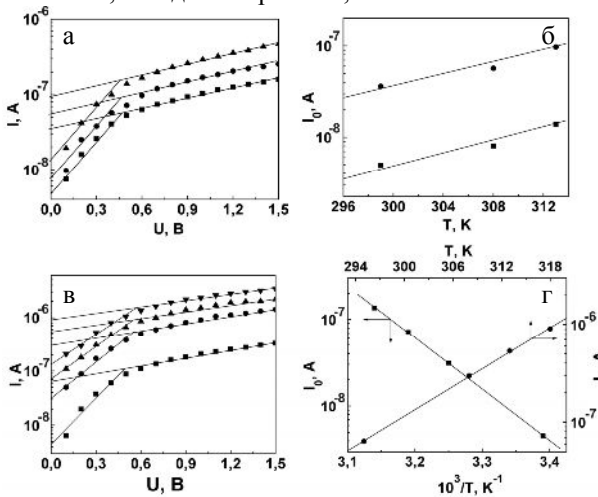 а
10⁻⁶
10⁻⁷
10⁻⁸
I, A
0,0 0,3 0,6 0,9 1,2 1,5
U, B
б
10⁻⁷
10⁻⁸
I₀, A
296 300 304 308 312
T, K
в
10⁻⁶
10⁻⁷
10⁻⁸
I, A
0,0 0,3 0,6 0,9 1,2 1,5
U, B
T, K
294 300 306 312 318
г
10⁻⁷
10⁻⁸
I₀, A
10⁻⁶
10⁻⁷
3,1 3,2 3,3 3,4
10³/T, K⁻¹